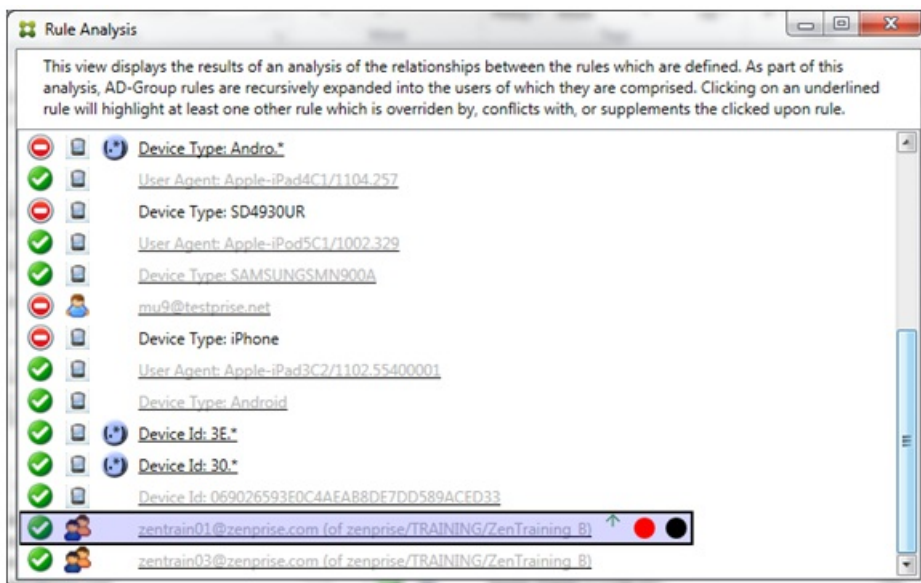 Rule Analysis
This view displays the results of an analysis of the relationships between the rules which are defined. As part of this
analysis, AD-Group rules are recursively expanded into the users of which they are comprised. Clicking on an underlined
rule will highlight at least one other rule which is overriden by, conflicts with, or supplements the clicked upon rule.
(.*) Device Type: Andro.*
User Agent: Apple-iPad4C1/1104.257
Device Type: SD4930UR
User Agent: Apple-iPod5C1/1002.329
Device Type: SAMSUNGSMN900A
mu9@testprise.net
Device Type: iPhone
User Agent: Apple-iPad3C2/1102.55400001
Device Type: Android
(.*) Device Id: 3E.*
(.*) Device Id: 30.*
Device Id: 069026593E0C4AEAB8DE7DD589ACED33
zentrain01@zenprise.com (of zenprise/TRAINING/ZenTraining_B)
zentrain03@zenprise.com (of zenprise/TRAINING/ZenTraining_B)